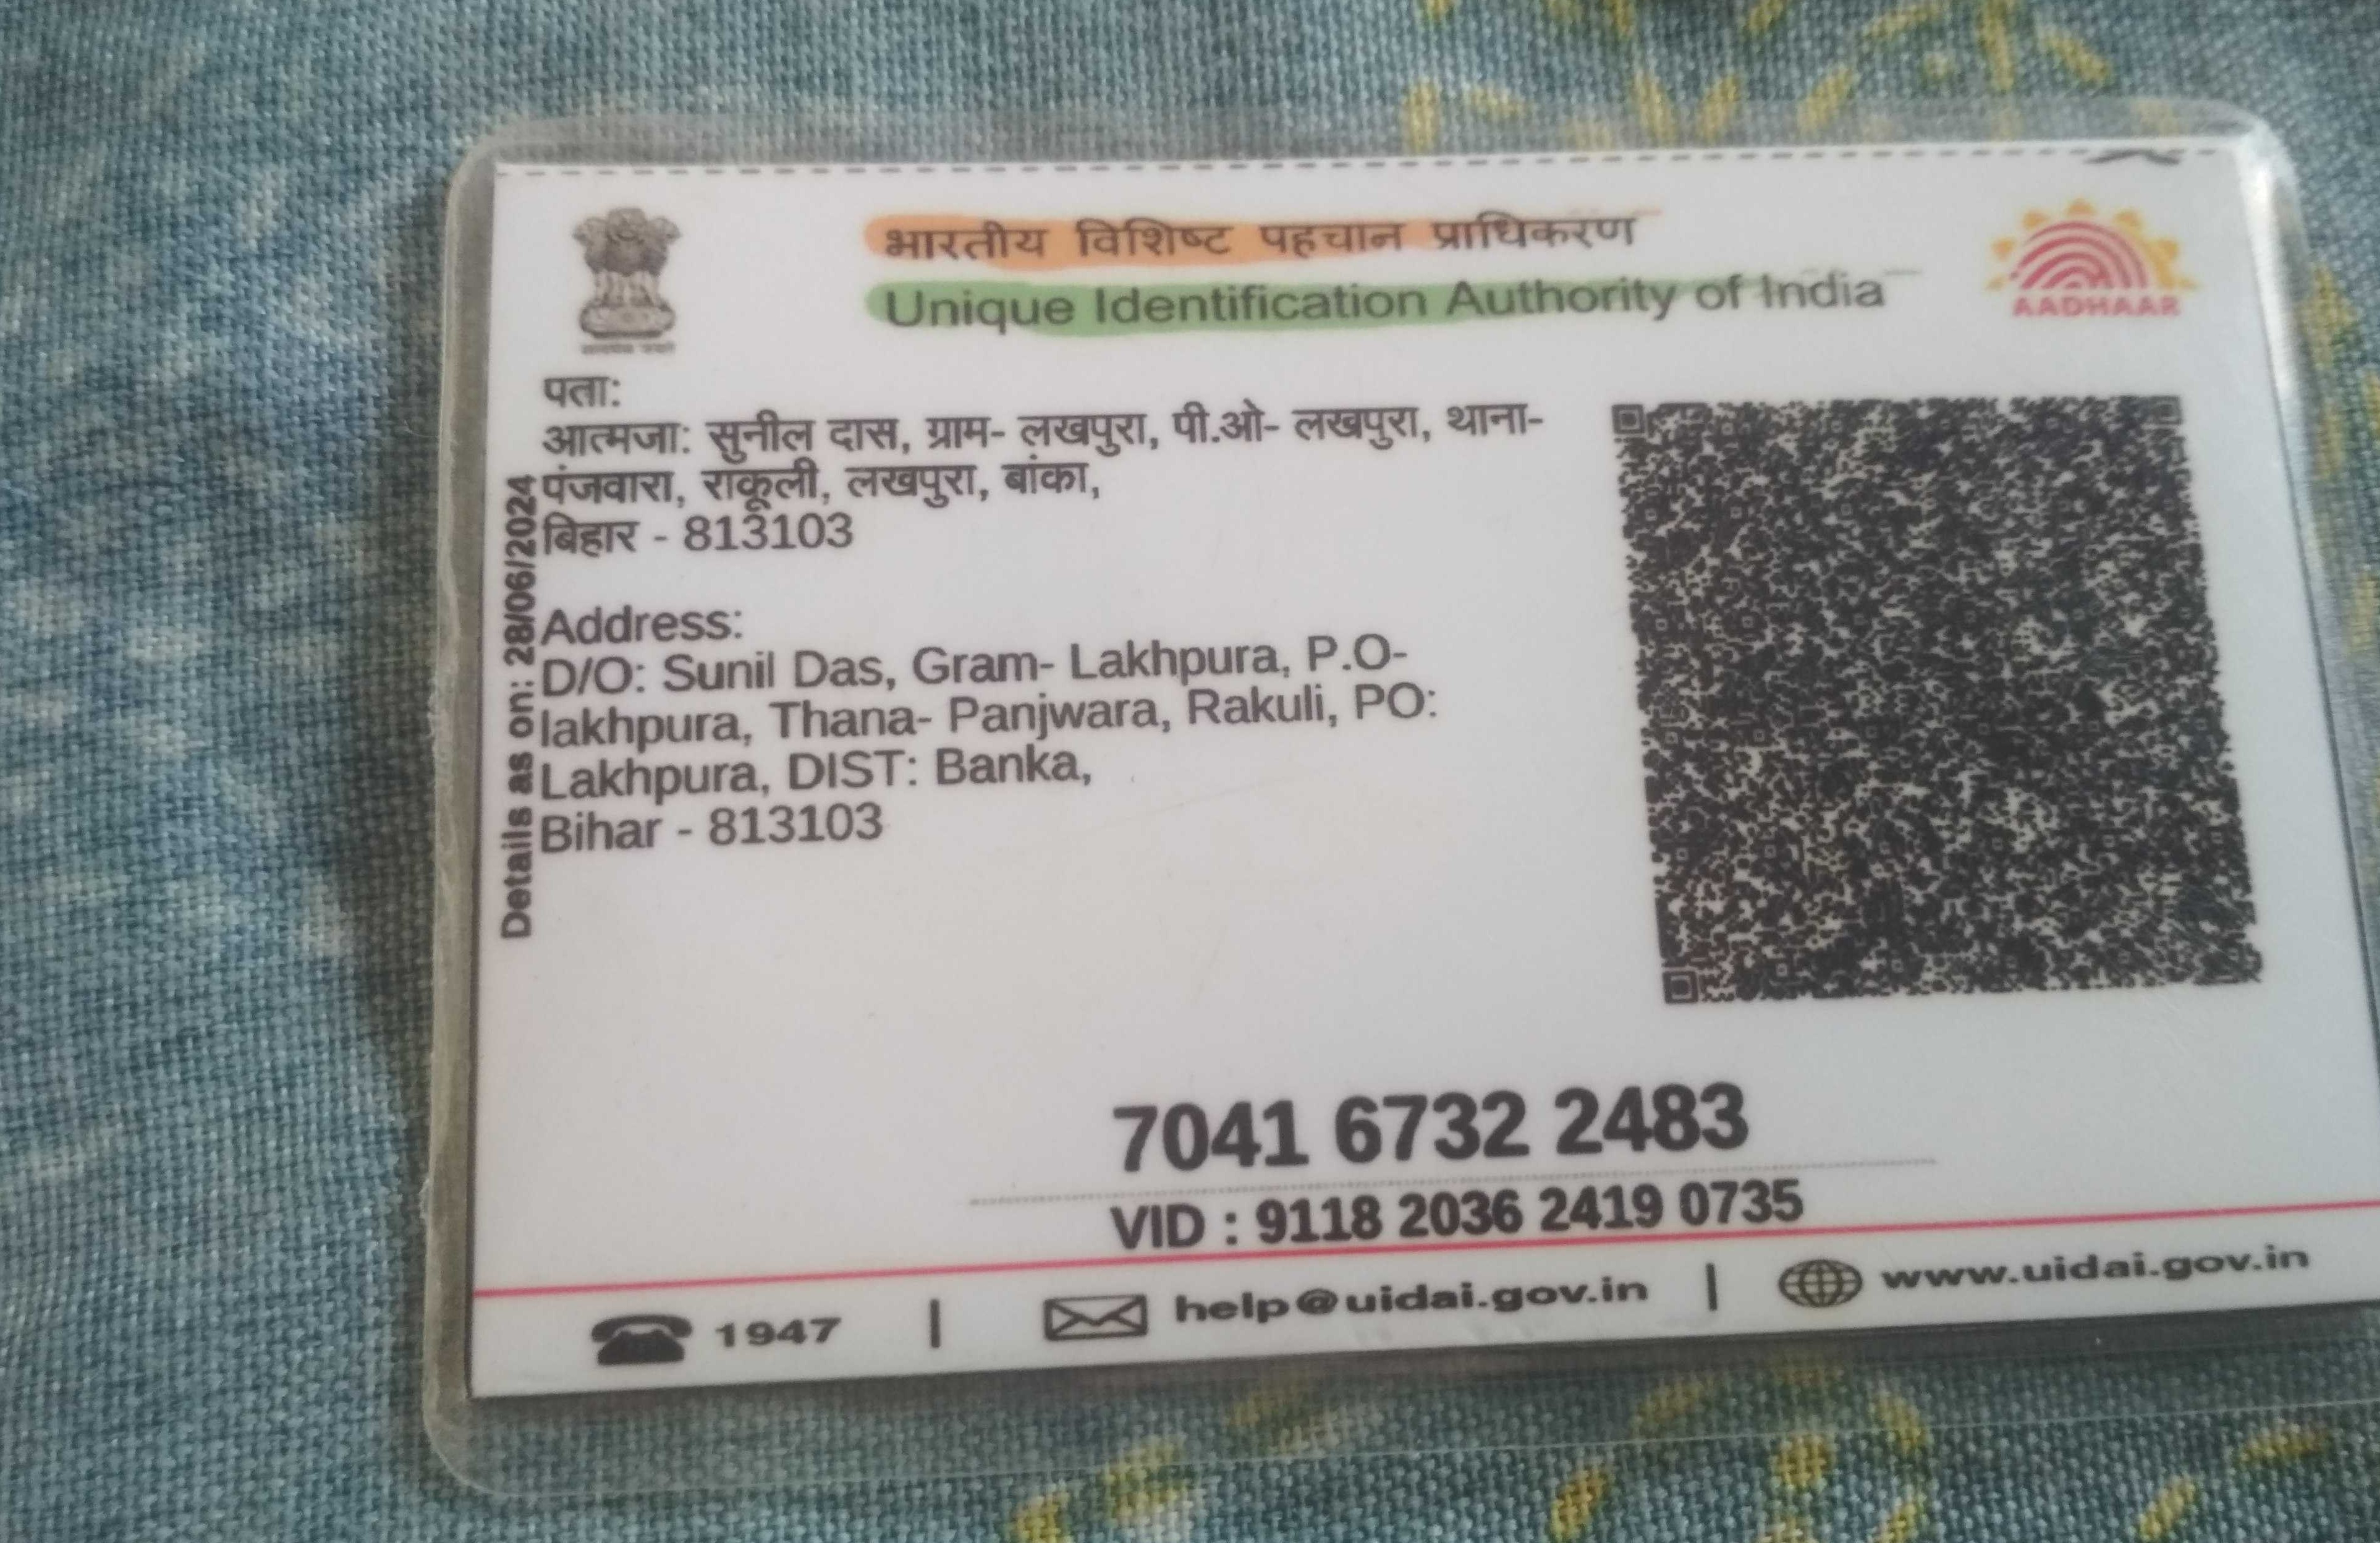 भारतीय विशिष्ट पहचान प्राधिकरण
Unique Identification Authority of India
AADHAAR
पता:
आत्मजा: सुनील दास, ग्राम- लखपुरा, पी.ओ- लखपुरा, थाना-
पंजवारा, राकूली, लखपुरा, बांका,
बिहार - 813103
Address:
D/O: Sunil Das, Gram- Lakhpura, P.O-
lakhpura, Thana- Panjwara, Rakuli, PO:
Lakhpura, DIST: Banka,
Bihar - 813103
Details as on: 28/06/2024
7041 6732 2483
VID : 9118 2036 2419 0735
1947 | help@uidai.gov.in | www.uidai.gov.in